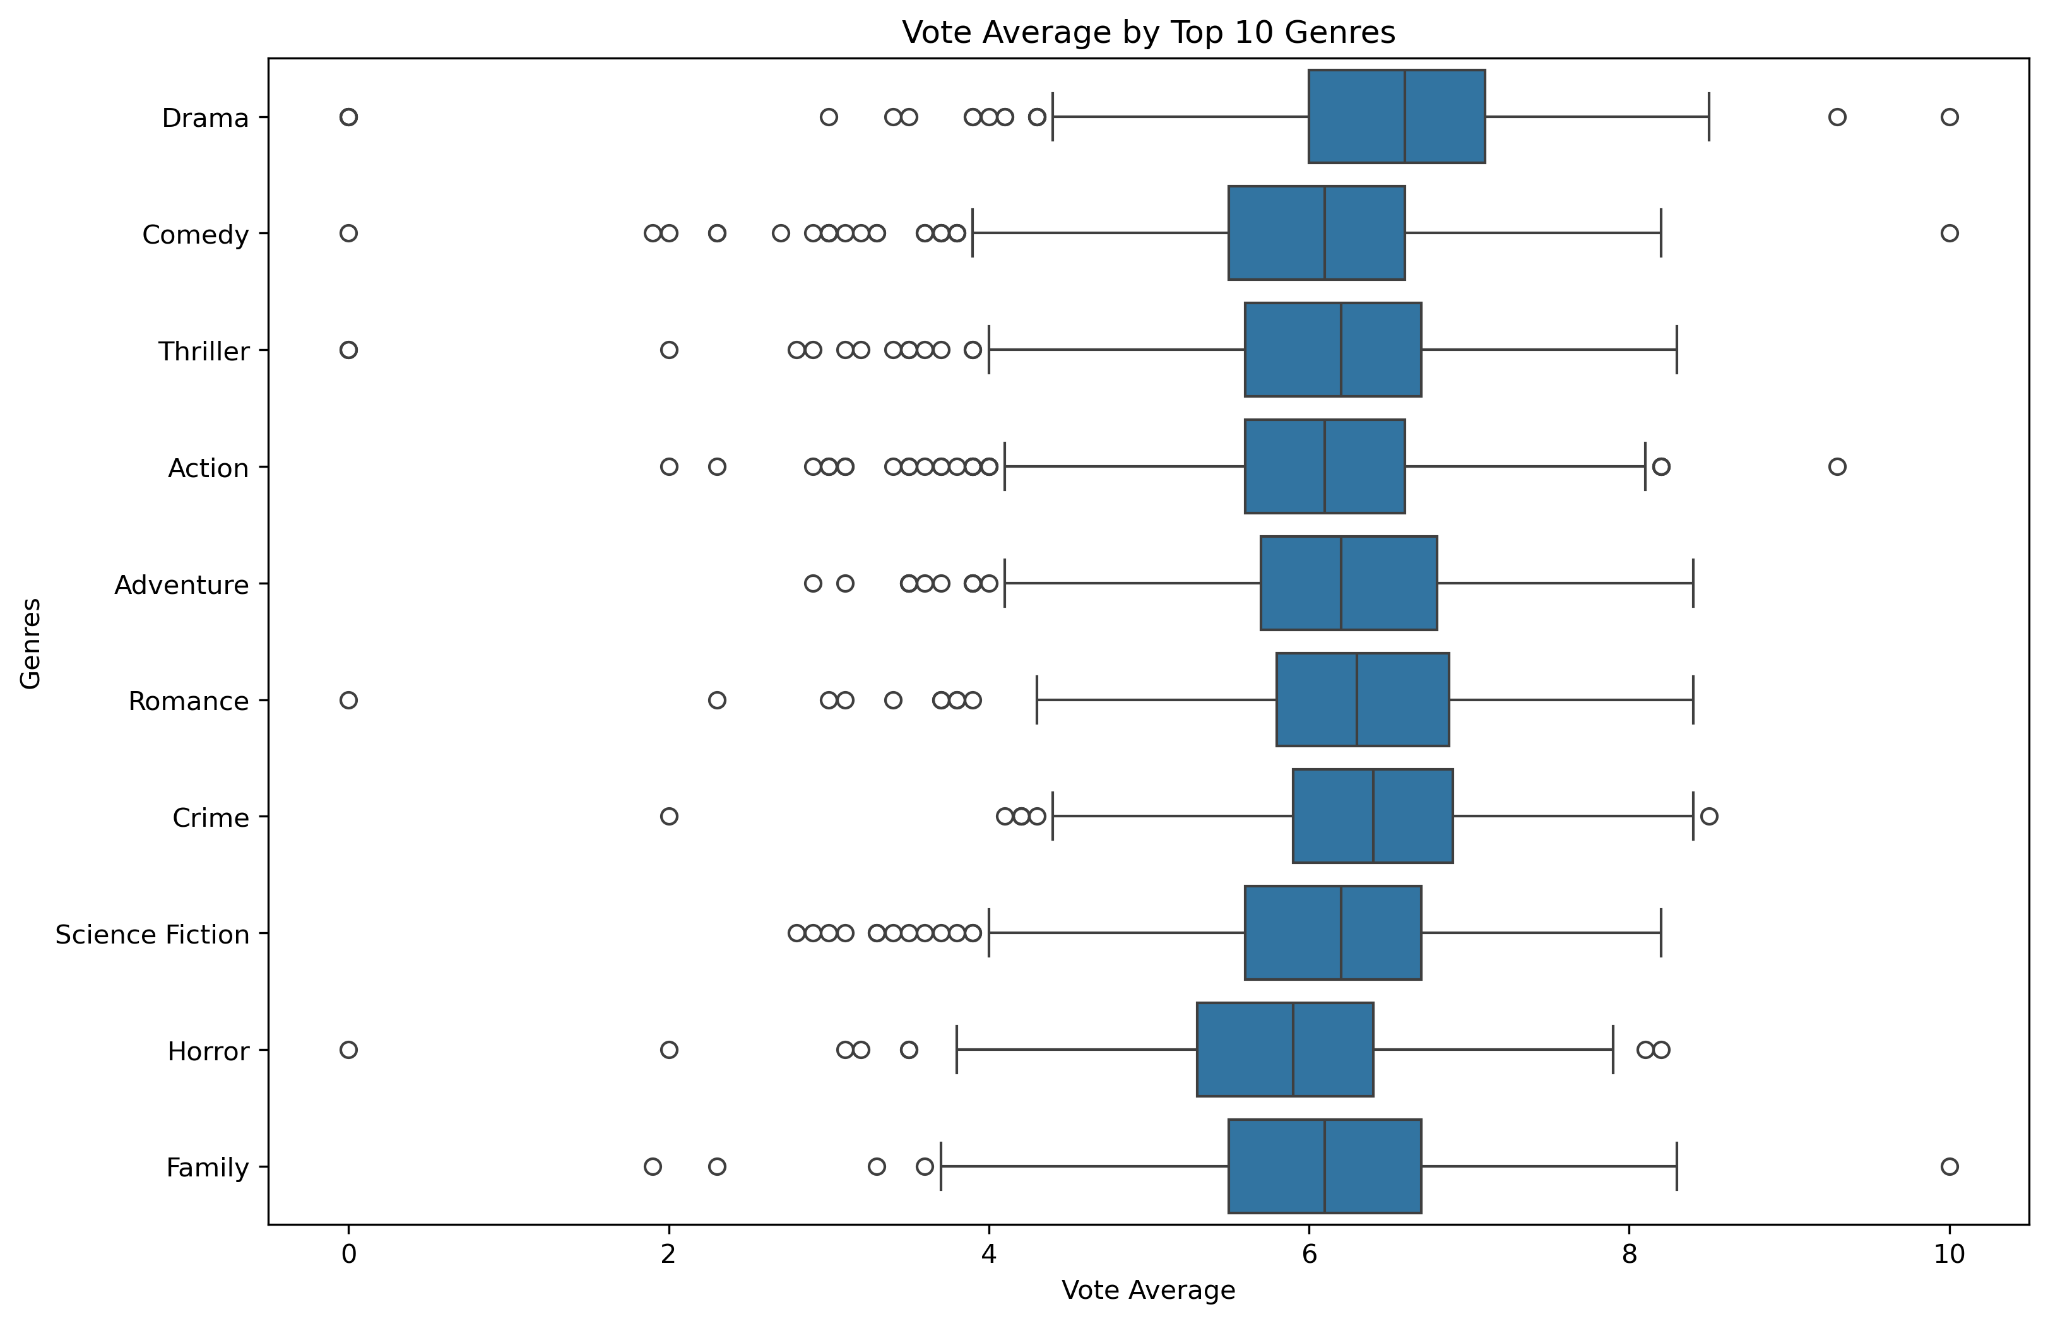 Vote Average by Top 10 Genres
Drama
Comedy
Thriller
Action
Adventure
Romance
Crime
Science Fiction
Horror
Family
Genres
0 2 4 6 8 10
Vote Average